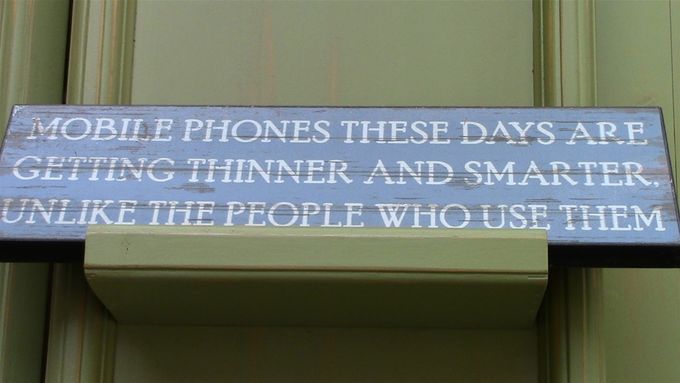 MOBILE PHONES THESE DAYS ARE
GETTING THINNER AND SMARTER,
UNLIKE THE PEOPLE WHO USE THEM